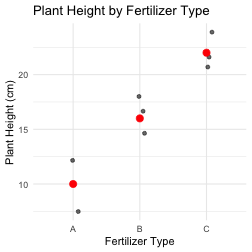 Plant Height by Fertilizer Type
Plant Height (cm)
20
15
10
A B C
Fertilizer Type